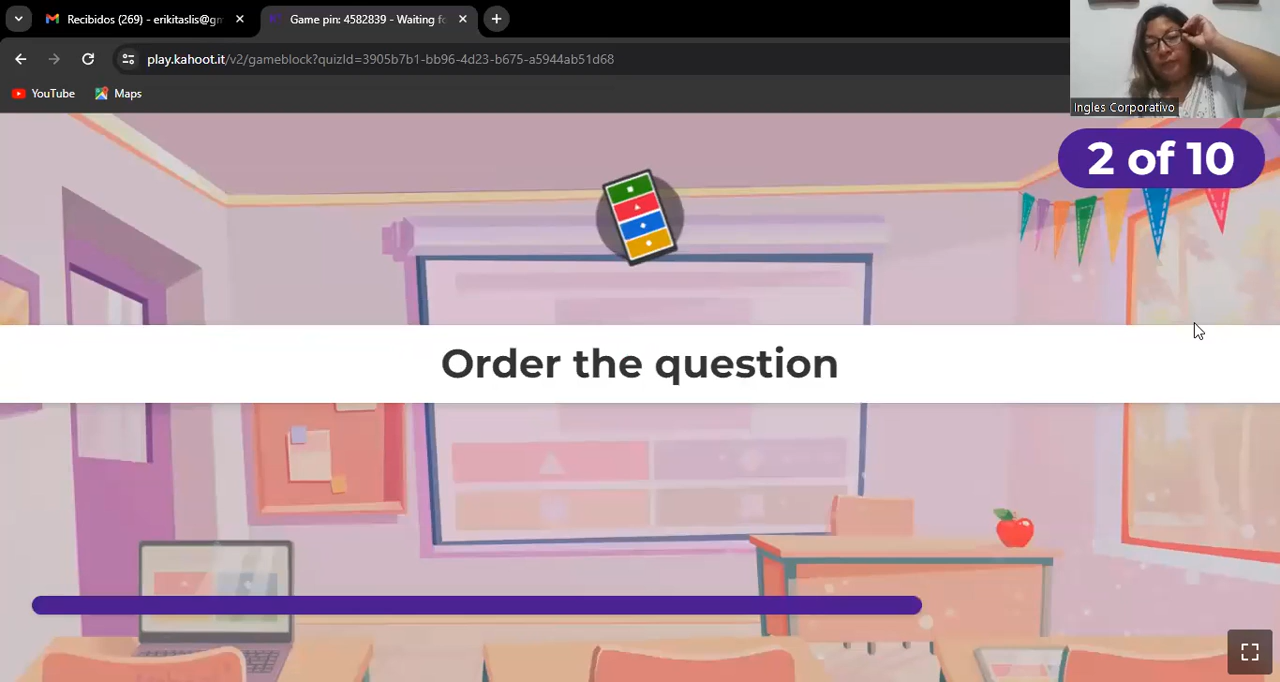 Recibidos (269) - erikitaslis@gm
Game pin: 4582839 - Waiting fo
play.kahoot.it/v2/gameblock?quizId=3905b7b1-bb96-4d23-b675-a5944ab51d68
YouTube
Maps
Ingles Corporativo
2 of 10
Order the question